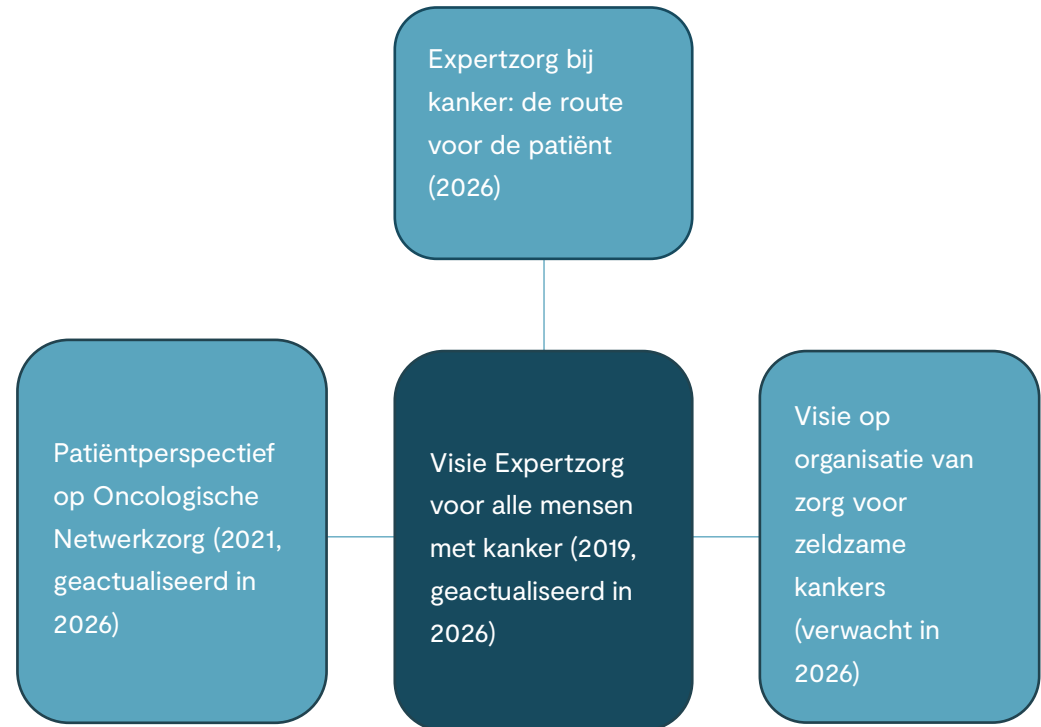 Expertzorg bij
kanker: de route
voor de patiënt
(2026)
Patiëntperspectief
op Oncologische
Netwerkzorg (2021,
geactualiseerd in
2026)
Visie Expertzorg
voor alle mensen
met kanker (2019,
geactualiseerd in
2026)
Visie op
organisatie van
zorg voor
zeldzame
kankers
(verwacht in
2026)